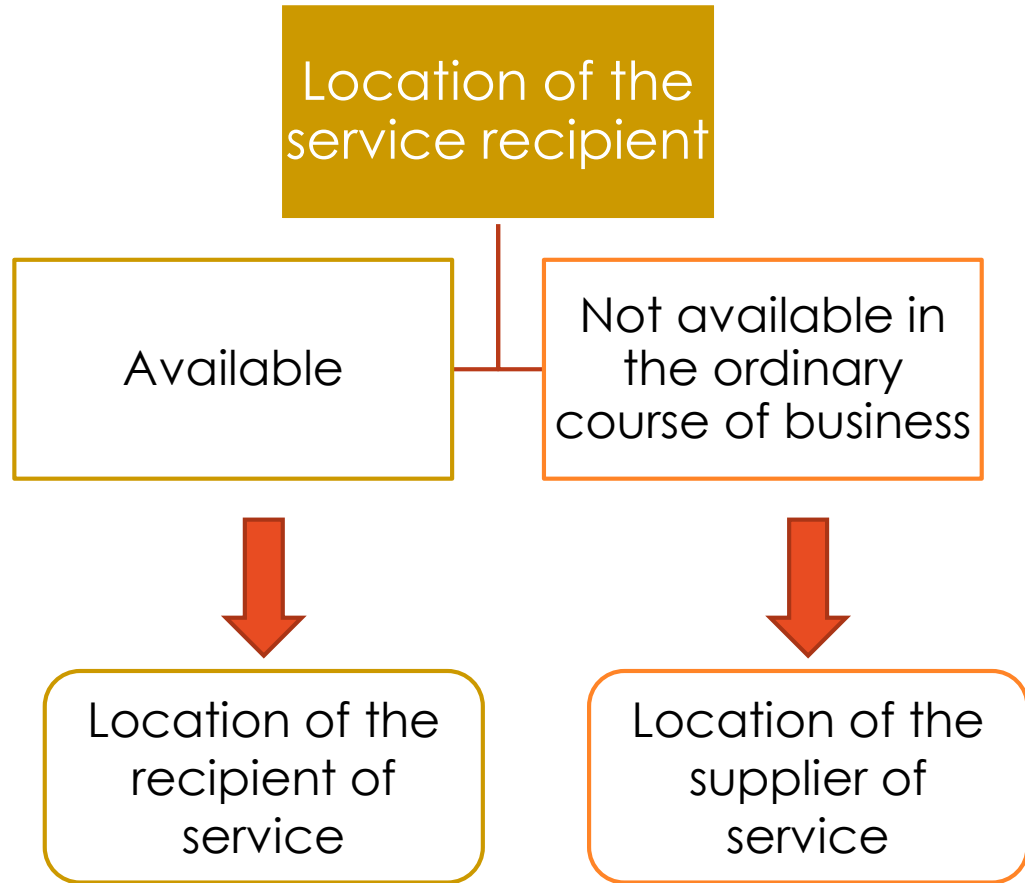 Location of the
service recipient
Available
Not available in
the ordinary
course of business
Location of the
recipient of
service
Location of the
supplier of
service